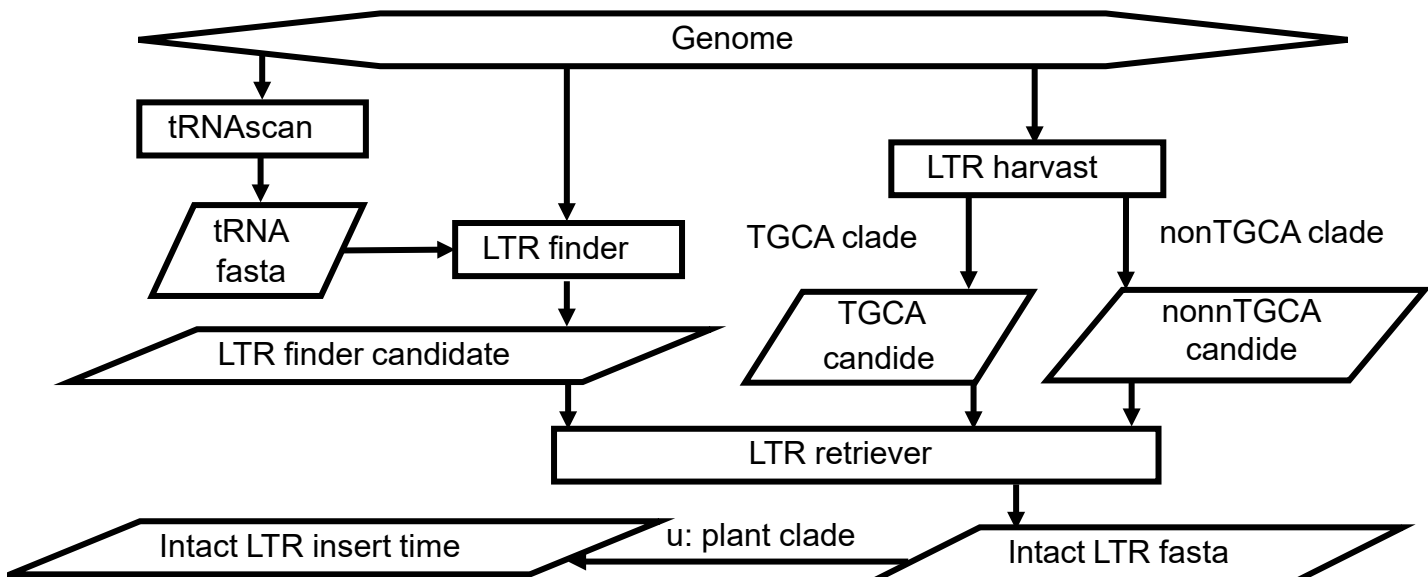 Genome
tRNAscan
LTR harvast
tRNA
fasta
LTR finder
TGCA clade
nonTGCA clade
LTR finder candidate
TGCA
candide
nonnTGCA
candide
LTR retriever
Intact LTR insert time
u: plant clade
Intact LTR fasta